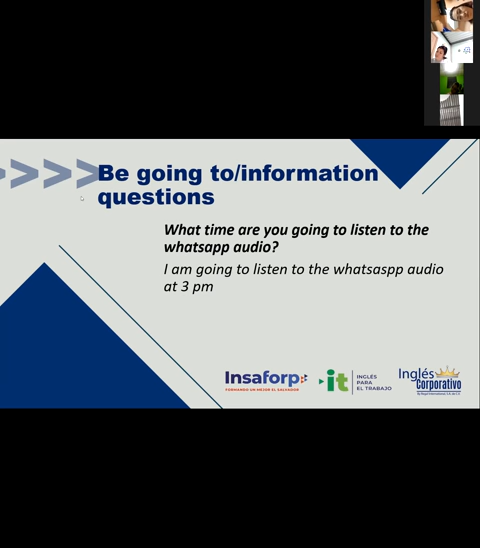 >>>>Be going to/information
questions
What time are you going to listen to the
whatsapp audio?
I am going to listen to the whatsaspp audio
at 3 pm
Insaforp
FORMANDO UN MEJOR EL SALVADOR
it
INGLÉS
PARA
EL TRABAJO
Inglés
Corporativo